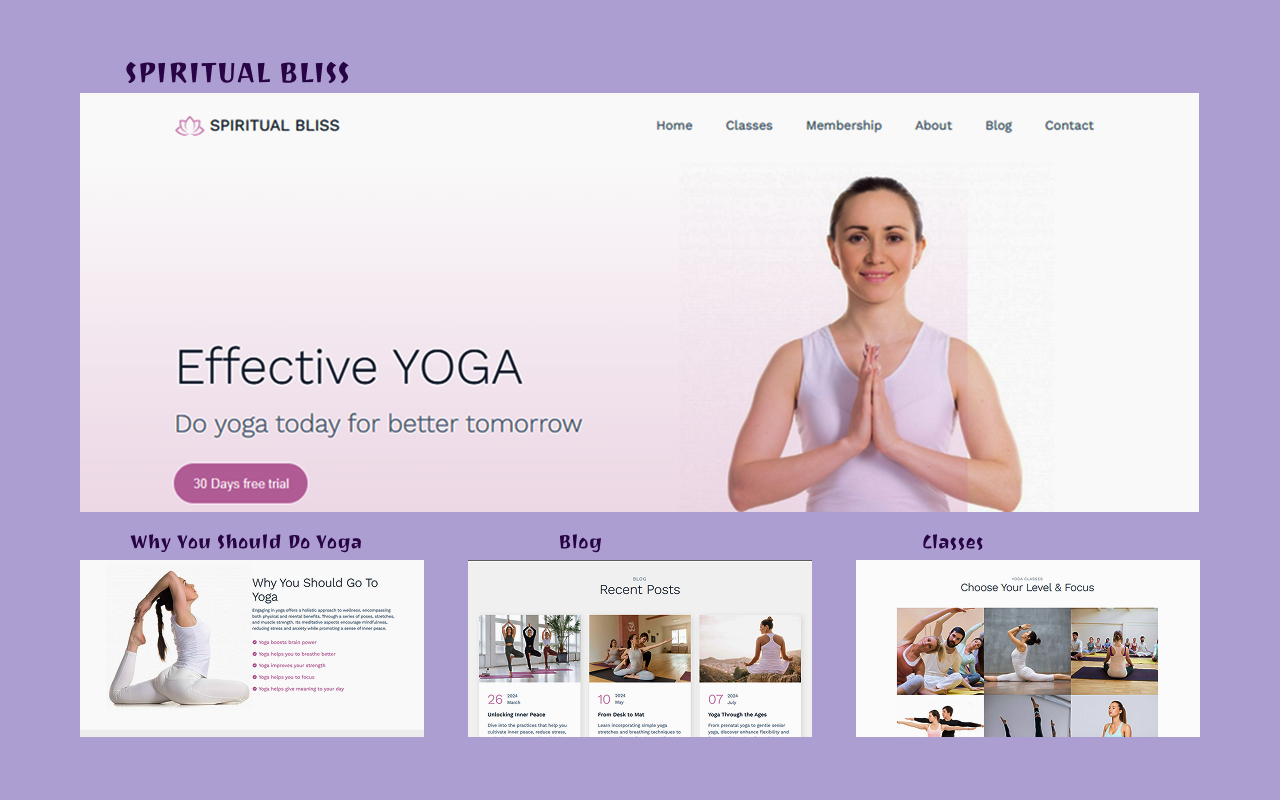 SPIRITUAL BLISS
SPIRITUAL BLISS
Home Classes Membership About Blog Contact
Effective YOGA
Do yoga today for better tomorrow
30 Days free trial
Why You Should Do Yoga
Why You Should Go To
Yoga
Engaging in yoga offers a holistic approach to wellness, encompassing
both physical and mental benefits. Through a series of poses, stretches,
and muscle strength. Its meditative aspects encourage mindfulness,
reducing stress and anxiety while promoting a sense of inner peace.
Yoga boosts brain power
Yoga helps you to breathe better
Yoga improves your strength
Yoga helps you to focus
Yoga helps give meaning to your day
Blog
BLOG
Recent Posts
26
2024
March
Unlocking Inner Peace
Dive into the practices that help you
cultivate inner peace, reduce stress,
10
2024
May
From Desk to Mat
Learn incorporating simple yoga
stretches and breathing techniques to
07
2024
July
Yoga Through the Ages
From prenatal yoga to gentle senior
yoga, discover enhance flexibility and
Classes
YOGA CLASSES
Choose Your Level & Focus